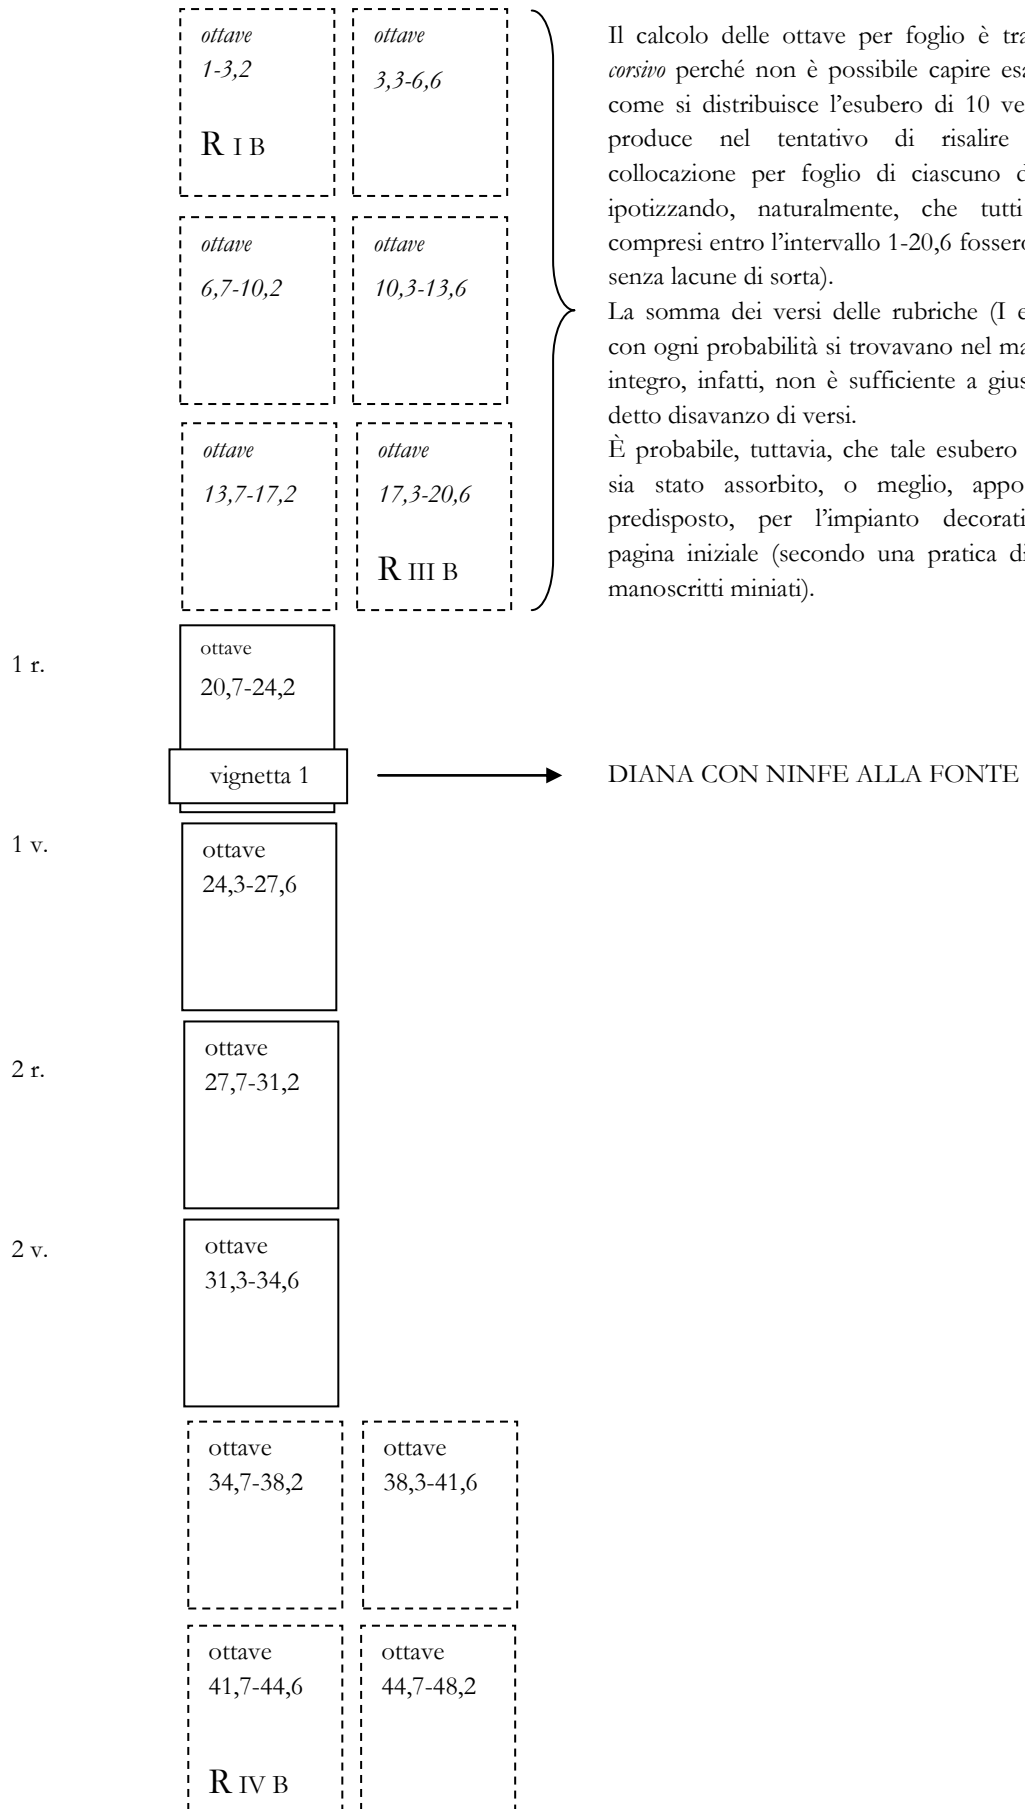 ottave
1-3,2
R I B
ottave
3,3-6,6
ottave
6,7-10,2
ottave
10,3-13,6
ottave
13,7-17,2
ottave
17,3-20,6
R III B
Il calcolo delle ottave per foglio è tra
corsivo perché non è possibile capire esa
come si distribuisce l’esubero di 10 ve
produce nel tentativo di risalire
collocazione per foglio di ciascuno d
ipotizzando, naturalmente, che tutti
compresi entro l’intervallo 1-20,6 fossero
senza lacune di sorta).
La somma dei versi delle rubriche (I e
con ogni probabilità si trovavano nel ma
integro, infatti, non è sufficiente a gius
detto disavanzo di versi.
È probabile, tuttavia, che tale esubero
sia stato assorbito, o meglio, appo
predisposto, per l’impianto decorati
pagina iniziale (secondo una pratica di
manoscritti miniati).
1 r.
ottave
20,7-24,2
vignetta 1
DIANA CON NINFE ALLA FONTE
1 v.
ottave
24,3-27,6
2 r.
ottave
27,7-31,2
2 v.
ottave
31,3-34,6
ottave
34,7-38,2
ottave
38,3-41,6
ottave
41,7-44,6
R IV B
ottave
44,7-48,2